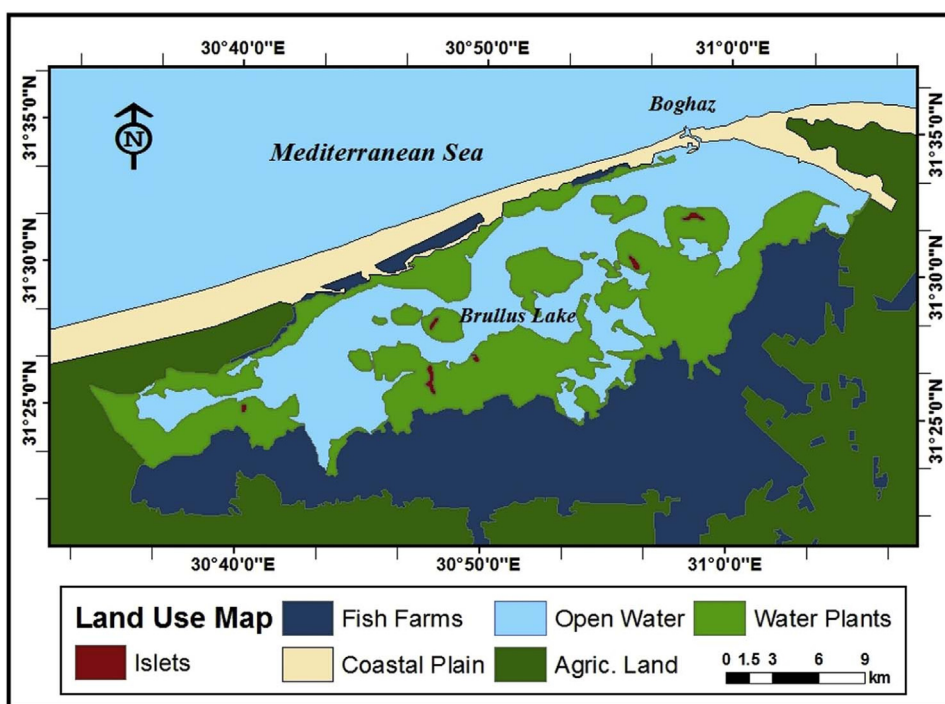 30°40'0"E 30°50'0"E 31°0'0"E
31°35'0"N
31°30'0"N
31°25'0"N
N
Mediterranean Sea
Boghaz
Brullus Lake
31°35'0"N
31°30'0"N
31°25'0"N
30°40'0"E 30°50'0"E 31°0'0"E
Land Use Map
Fish Farms
Open Water
Water Plants
Islets
Coastal Plain
Agric. Land
0 1.5 3 6 9
km